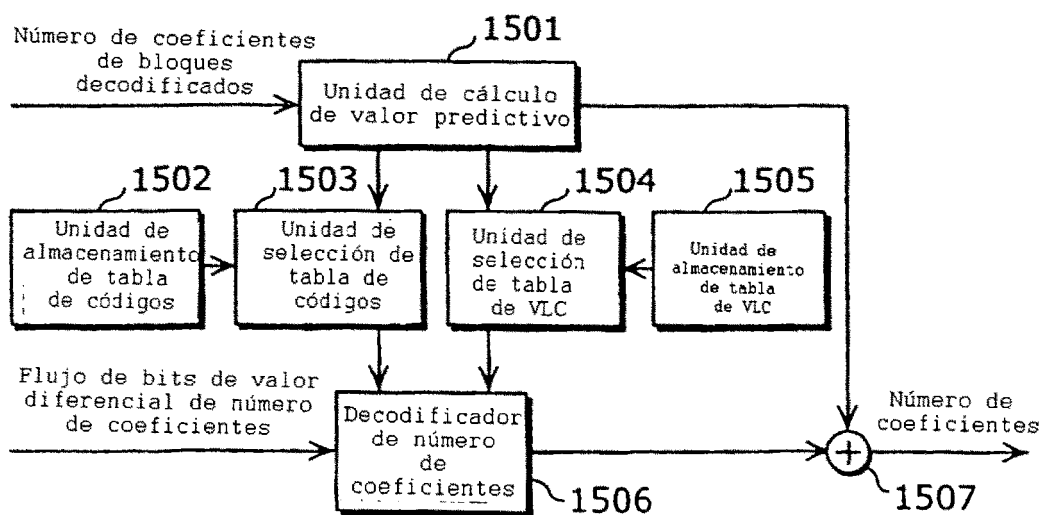 Número de coeficientes
de bloques
decodificados
1501
Unidad de cálculo
de valor predictivo
1502
Unidad de
almacenamiento
de tabla
de códigos
1503
Unidad de
selección de
tabla de
códigos
1504
Unidad de
selección
de tabla
de VLC
1505
Unidad de
almacenamiento
de tabla
de VLC
Flujo de bits de valor
diferencial de número
de coeficientes
Decodificador
de número
de
coeficientes
1506
Número de
coeficientes
+
1507